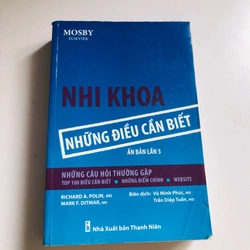 MOSBY
ELSEVIER
NHI KHOA
NHỮNG ĐIỀU CẦN BIẾT
ẤN BẢN LẦN 5
NHỮNG CÂU HỎI THƯỜNG GẶP
TOP 100 ĐIỀU CẦN BIẾT ■ NHỮNG ĐIỂM CHÍNH ■ WEBSITE
RICHARD A. POLIN, MD
MARK F. DITMAR, MD
Biên dịch: Vũ Minh Phúc, MD
Trần Diệp Tuấn, MD
Nhà Xuất bản Thanh Niên